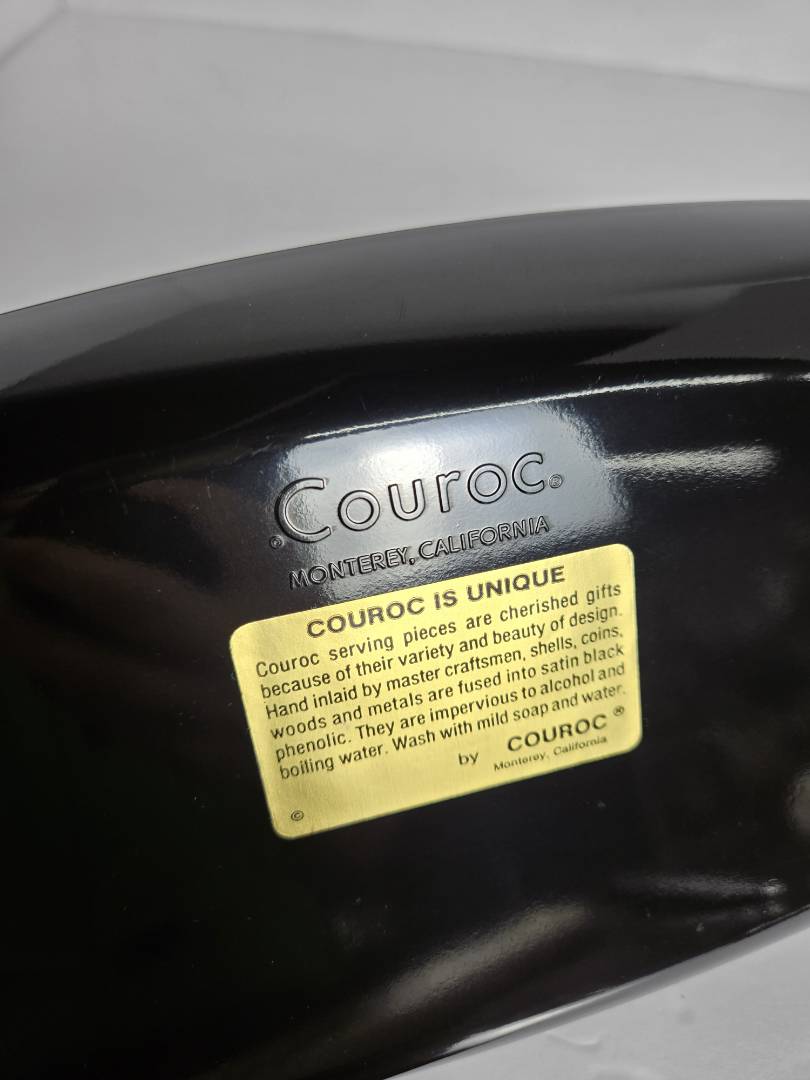 ©Couroc®
MONTEREY, CALIFORNIA
COUROC IS UNIQUE
Couroc serving pieces are cherished gifts
because of their variety and beauty of design.
Hand inlaid by master craftsmen, shells, coins,
woods and metals are fused into satin black
phenolic. They are impervious to alcohol and
boiling water. Wash with mild soap and water.
by COUROC ®
Monterey, California
©